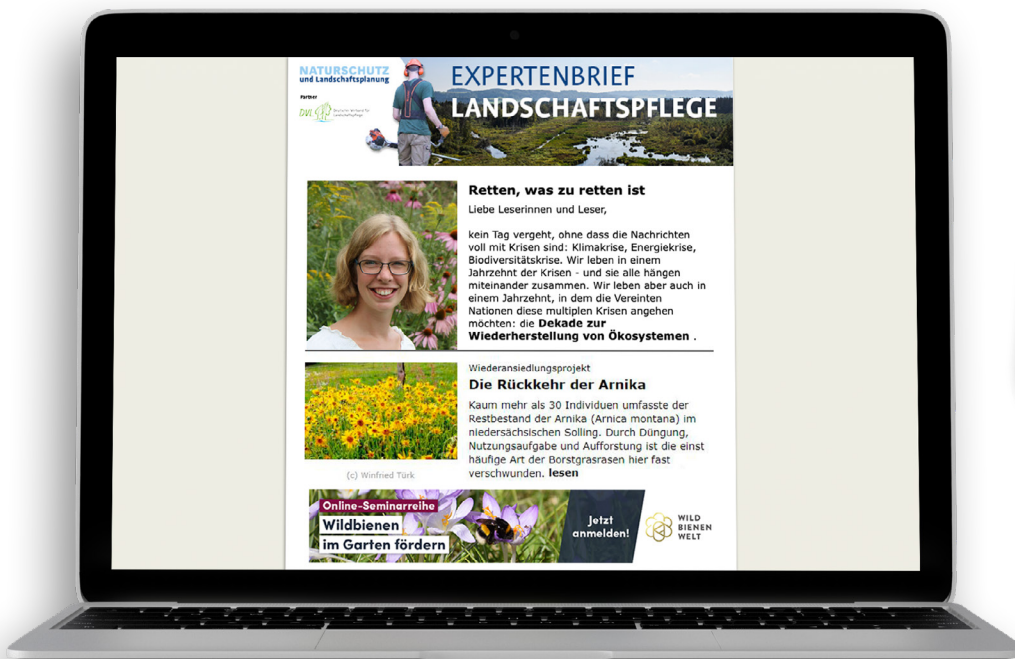 NATURSCHUTZ
und Landschaftsplanung
Partner
DVL
EXPERTENBRIEF
LANDSCHAFTSPFLEGE
Retten, was zu retten ist
Liebe Leserinnen und Leser,
kein Tag vergeht, ohne dass die Nachrichten
voll mit Krisen sind: Klimakrise, Energiekrise,
Biodiversitätskrise. Wir leben in einem
Jahrzehnt der Krisen - und sie alle hängen
miteinander zusammen. Wir leben aber auch in
einem Jahrzehnt, in dem die Vereinten
Nationen diese multiplen Krisen angehen
möchten: die Dekade zur
Wiederherstellung von Ökosystemen .
Wiederansiedlungsprojekt
Die Rückkehr der Arnika
Kaum mehr als 30 Individuen umfasste der
Restbestand der Arnika (Arnica montana) im
niedersächsischen Solling. Durch Düngung,
Nutzungsaufgabe und Aufforstung ist die einst
häufige Art der Borstgrasrasen hier fast
verschwunden. lesen
(c) Winfried Türk
Online-Seminarreihe
Wildbienen
im Garten fördern
Jetzt
anmelden!
WILD
BIENEN
WELT